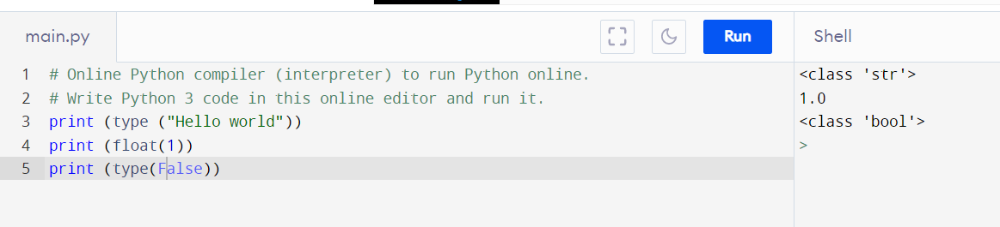 main.py
Run
Shell
1 # Online Python compiler (interpreter) to run Python online.
2 # Write Python 3 code in this online editor and run it.
3 print (type ("Hello world"))
4 print (float(1))
5 print (type(False))
<class 'str'>
1.0
<class 'bool'>
>